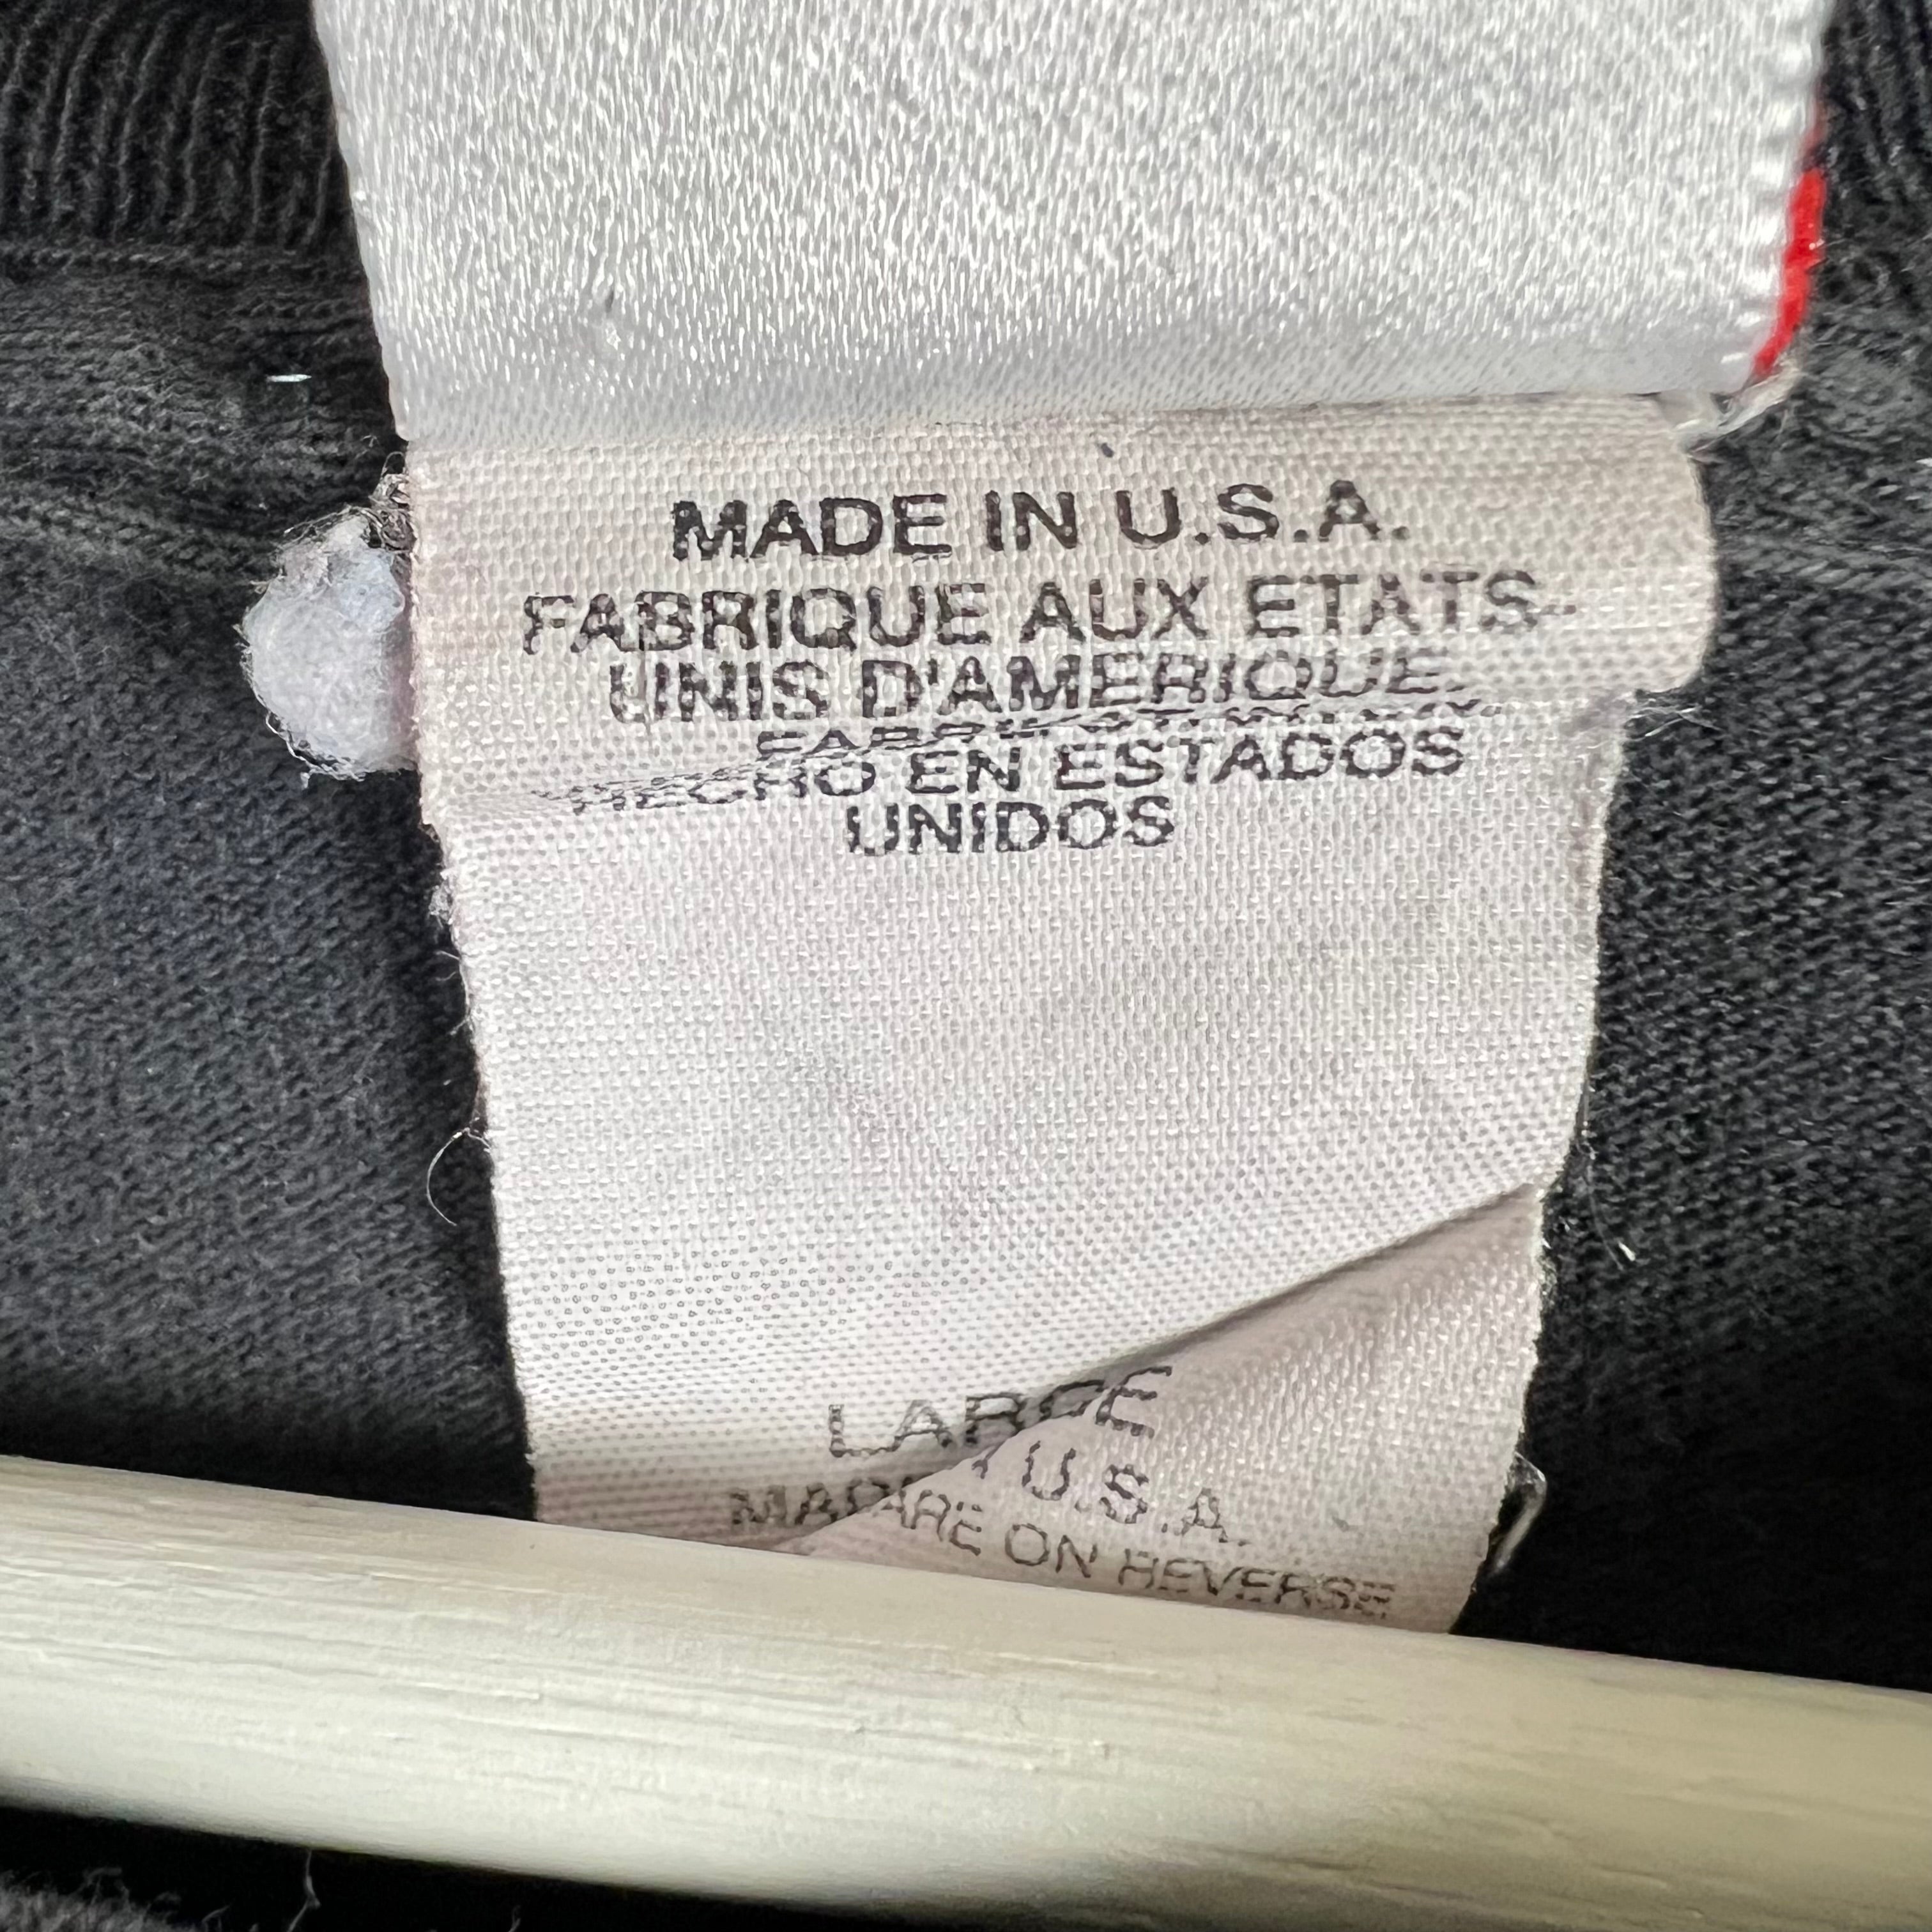 MADE IN U.S.A.
FABRIQUE AUX ETATS-
UNIS D'AMERIQUE.
HECHO EN ESTADOS
UNIDOS
LARGE
U.S.A.
ON REVERSE